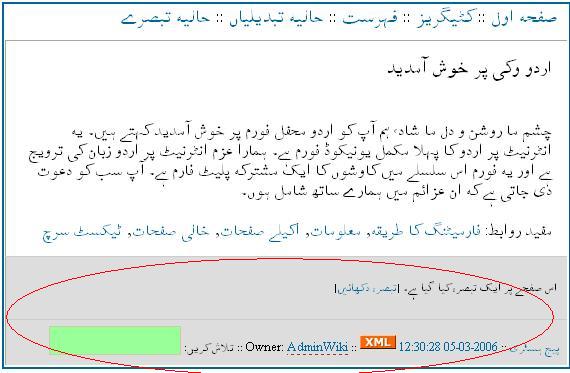 صفحہ اول :: کٹیگریز :: فہرست :: حالیہ تبدیلیاں :: حالیہ تبصرے
اردو وکی پر خوش آمدید
چشم ما روشن و دل ما شاد، ہم آپ کو اردو محفل فورم پر خوش آمدید کہتے ہیں۔ یہ
انٹرنیٹ پر اردو کا پہلا مکمل یونیکوڈ فورم ہے۔ ہمارا عزم انٹرنیٹ پر اردو زبان کی ترویج
ہے اور یہ فورم اس سلسلے میں کاوشوں کا ایک مشترکہ پلیٹ فارم ہے۔ آپ سب کو دعوت
دی جاتی ہے کہ ان عزائم میں ہمارے ساتھ شامل ہوں۔
مفید روابط: فارمیٹنگ کا طریقہ, معلومات, اکیلے صفحات, خالی صفحات, ٹیکسٹ سرچ
اس صفحے پر ایک تبصرہ کیا گیا ہے۔ [تبصرہ دکھائیں]
پیج ہسٹری :: 2006-03-05 12:30:28 XML :: Owner: AdminWiki :: تلاش کریں: